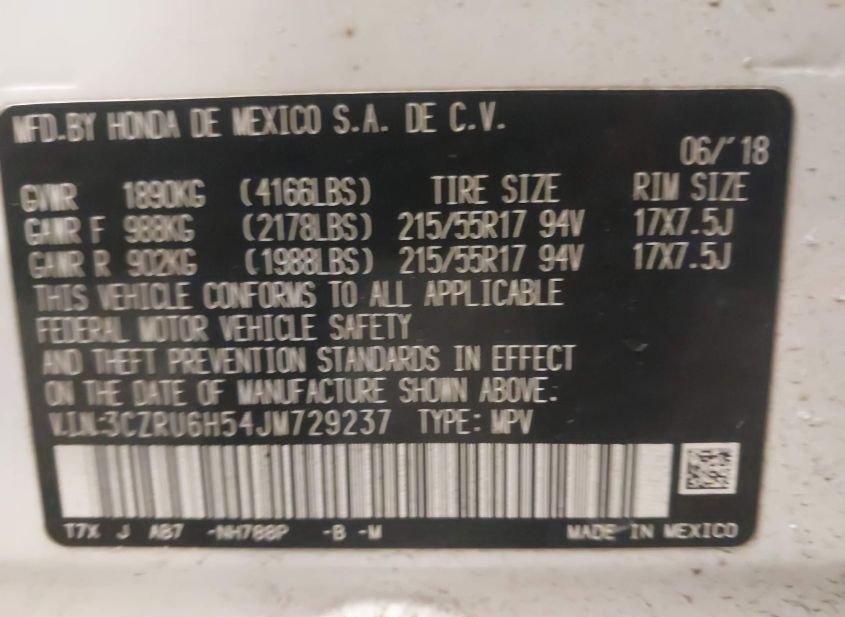 MFD.BY HONDA DE MEXICO S.A. DE C.V.
06/'18
GVWR 1890KG (4166LBS) TIRE SIZE RIM SIZE
GAWR F 988KG (2178LBS) 215/55R17 94V 17X7.5J
GAWR R 902KG (1988LBS) 215/55R17 94V 17X7.5J
THIS VEHICLE CONFORMS TO ALL APPLICABLE
FEDERAL MOTOR VEHICLE SAFETY
AND THEFT PREVENTION STANDARDS IN EFFECT
ON THE DATE OF MANUFACTURE SHOWN ABOVE.
V.I.N:3CZRU6H54JM729237 TYPE: MPV
T7X J AB7 -NH788P -B -M MADE IN MEXICO